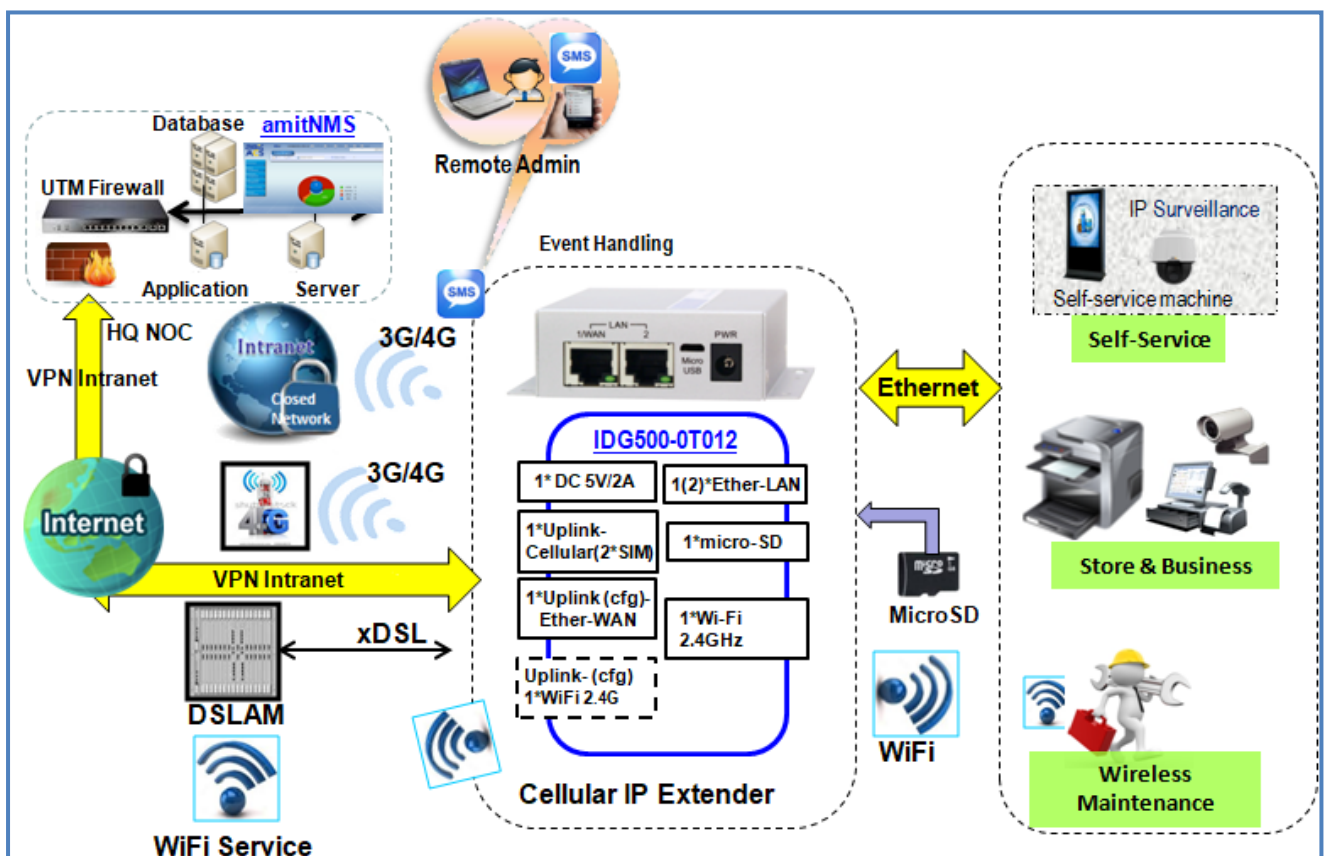 SMS
Remote Admin
Database
amitNMS
UTM Firewall
Application
Server
HQ NOC
VPN Intranet
Intranet
Closed
Network
3G/4G
SMS
Event Handling
LAN
1/WAN
2
Micro
USB
PWR
IDG500-0T012
1* DC 5V/2A
1(2)*Ether-LAN
1*Uplink-
Cellular(2*SIM)
1*micro-SD
1*Uplink (cfg)-
Ether-WAN
1*Wi-Fi
2.4GHz
Uplink- (cfg)
1*WiFi 2.4G
Cellular IP Extender
3G/4G
4G
Internet
VPN Intranet
xDSL
DSLAM
WiFi Service
Ethernet
micro
MicroSD
WiFi
IP Surveillance
Self-service machine
Self-Service
Store & Business
Wireless
Maintenance